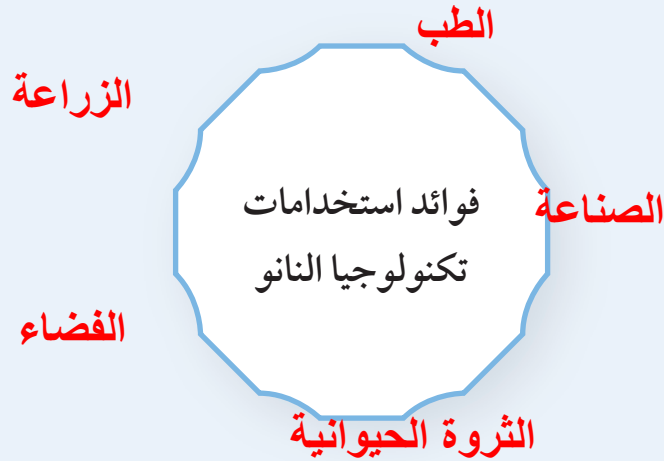 الطب
الزراعة
فوائد استخدامات
تكنولوجيا النانو
الصناعة
الفضاء
الثروة الحيوانية